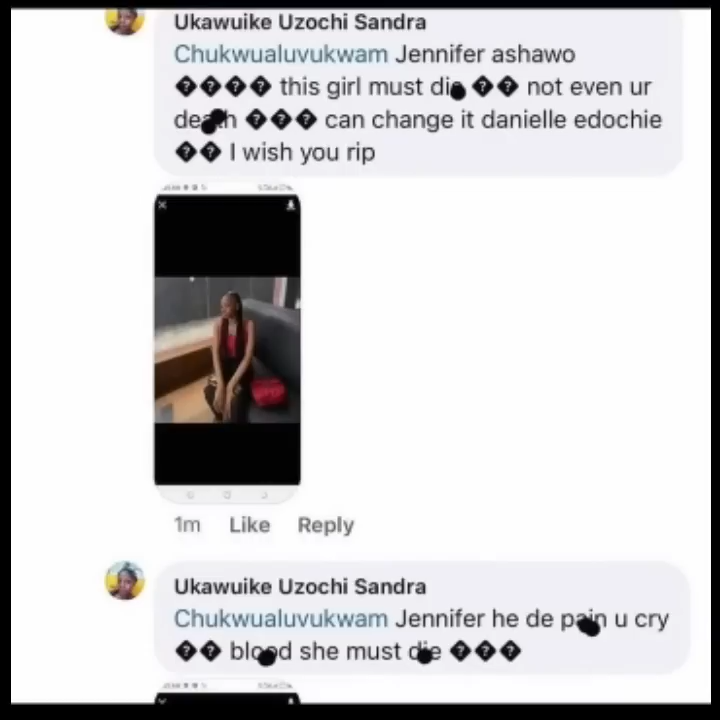 Ukawuike Uzochi Sandra
Chukwualuvukwam Jennifer ashawo
���� this girl must die �� not even ur
death ��� can change it danielle edochie
�� I wish you rip
1m Like Reply
Ukawuike Uzochi Sandra
Chukwualuvukwam Jennifer he de pain u cry
�� blood she must die ���